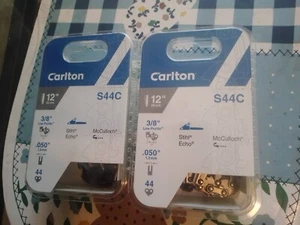 Carlton
12"
S44C
3/8"
Low Profile
Stihl
Echo
McCulloch
.050"
44
Carlton
12"
S44C
3/8"
Low Profile
Stihl
Echo
McCulloch
.050"
44